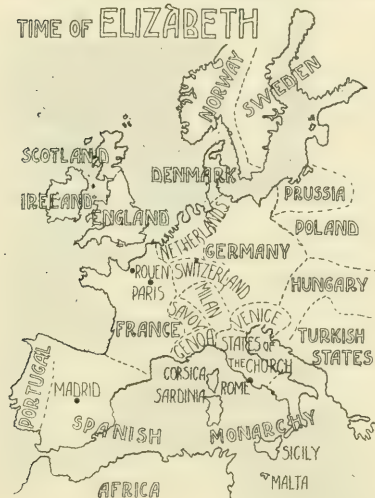 TIME OF ELIZABETH
NORWAY
SWEDEN
SCOTLAND
DENMARK
IRELAND
ENGLAND
PRUSSIA
NETHERLANDS
POLAND
GERMANY
ROUEN
SWITZERLAND
PARIS
HUNGARY
MILAN
SAVOY
VENICE
FRANCE
GENOA
STATES OF
THE CHURCH
TURKISH
STATES
CORSICA
SARDINIA
ROME
PORTUGAL
MADRID
SPANISH MONARCHY
SICILY
MALTA
AFRICA